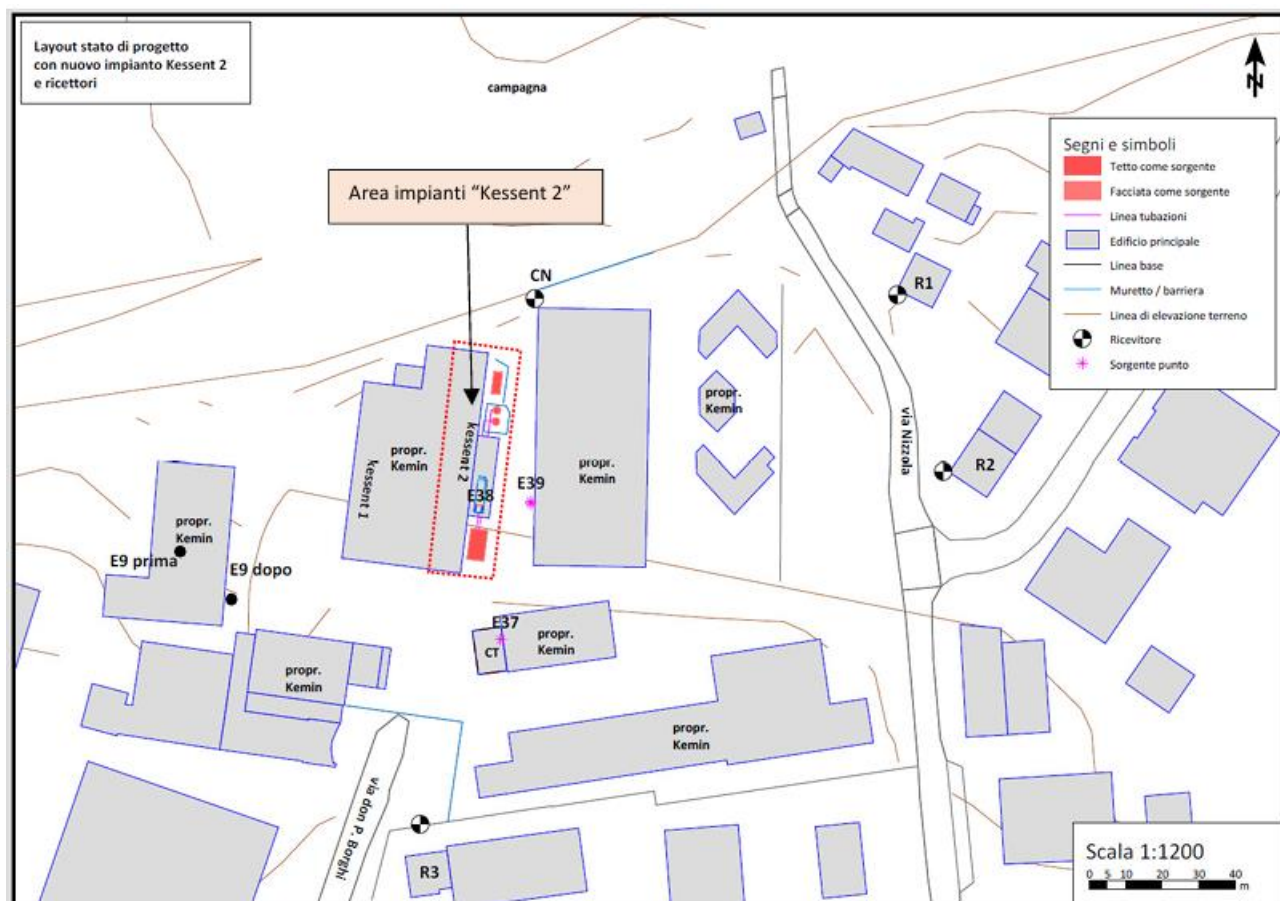 Layout stato di progetto
con nuovo impianto Kessent 2
e ricettori
campagna
N
Area impianti “Kessent 2”
Segni e simboli
Tetto come sorgente
Facciata come sorgente
Linea tubazioni
Edificio principale
Linea base
Muretto / barriera
Linea di elevazione terreno
Ricevitore
Sorgente punto
CN
R1
propr.
Kemin
via Nizzola
R2
propr.
Kemin
kessent 1
kessent 2
propr.
Kemin
E38
E39
propr.
Kemin
E9 prima
E9 dopo
E37
CT
propr.
Kemin
propr.
Kemin
propr.
Kemin
via don P. Borghi
R3
Scala 1:1200
0 5 10 20 30 40
m